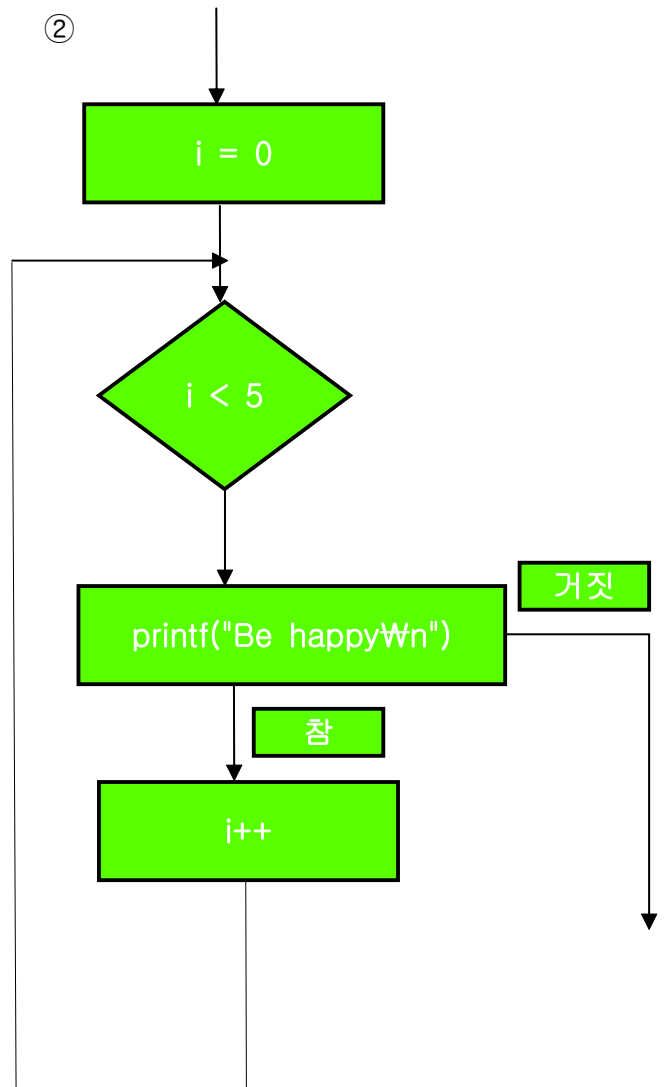 ②
i = 0
i < 5
거짓
printf("Be happy₩n")
참
i++